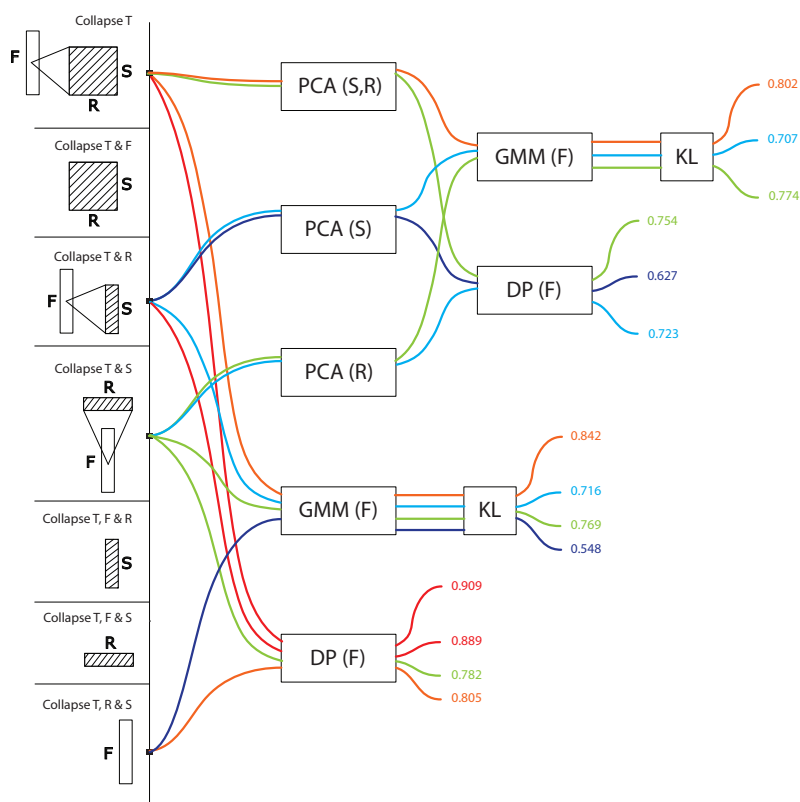 Collapse T
F
S
R
Collapse T & F
S
R
Collapse T & R
F
S
Collapse T & S
R
F
Collapse T, F & R
S
Collapse T, F & S
R
Collapse T, R & S
F
PCA (S,R)
PCA (S)
PCA (R)
GMM (F)
KL
DP (F)
0.802
0.707
0.774
0.754
0.627
0.723
GMM (F)
KL
0.842
0.716
0.769
0.548
DP (F)
0.909
0.889
0.782
0.805